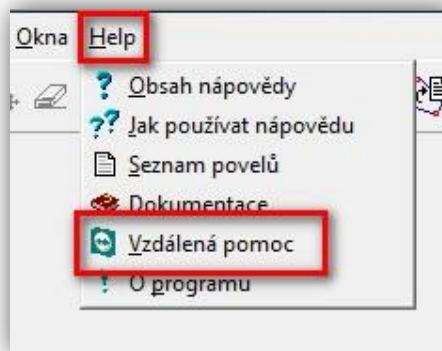 Okna Help
Obsah nápovědy
Jak používat nápovědu
Seznam povelů
Dokumentace
Vzdálená pomoc
O programu